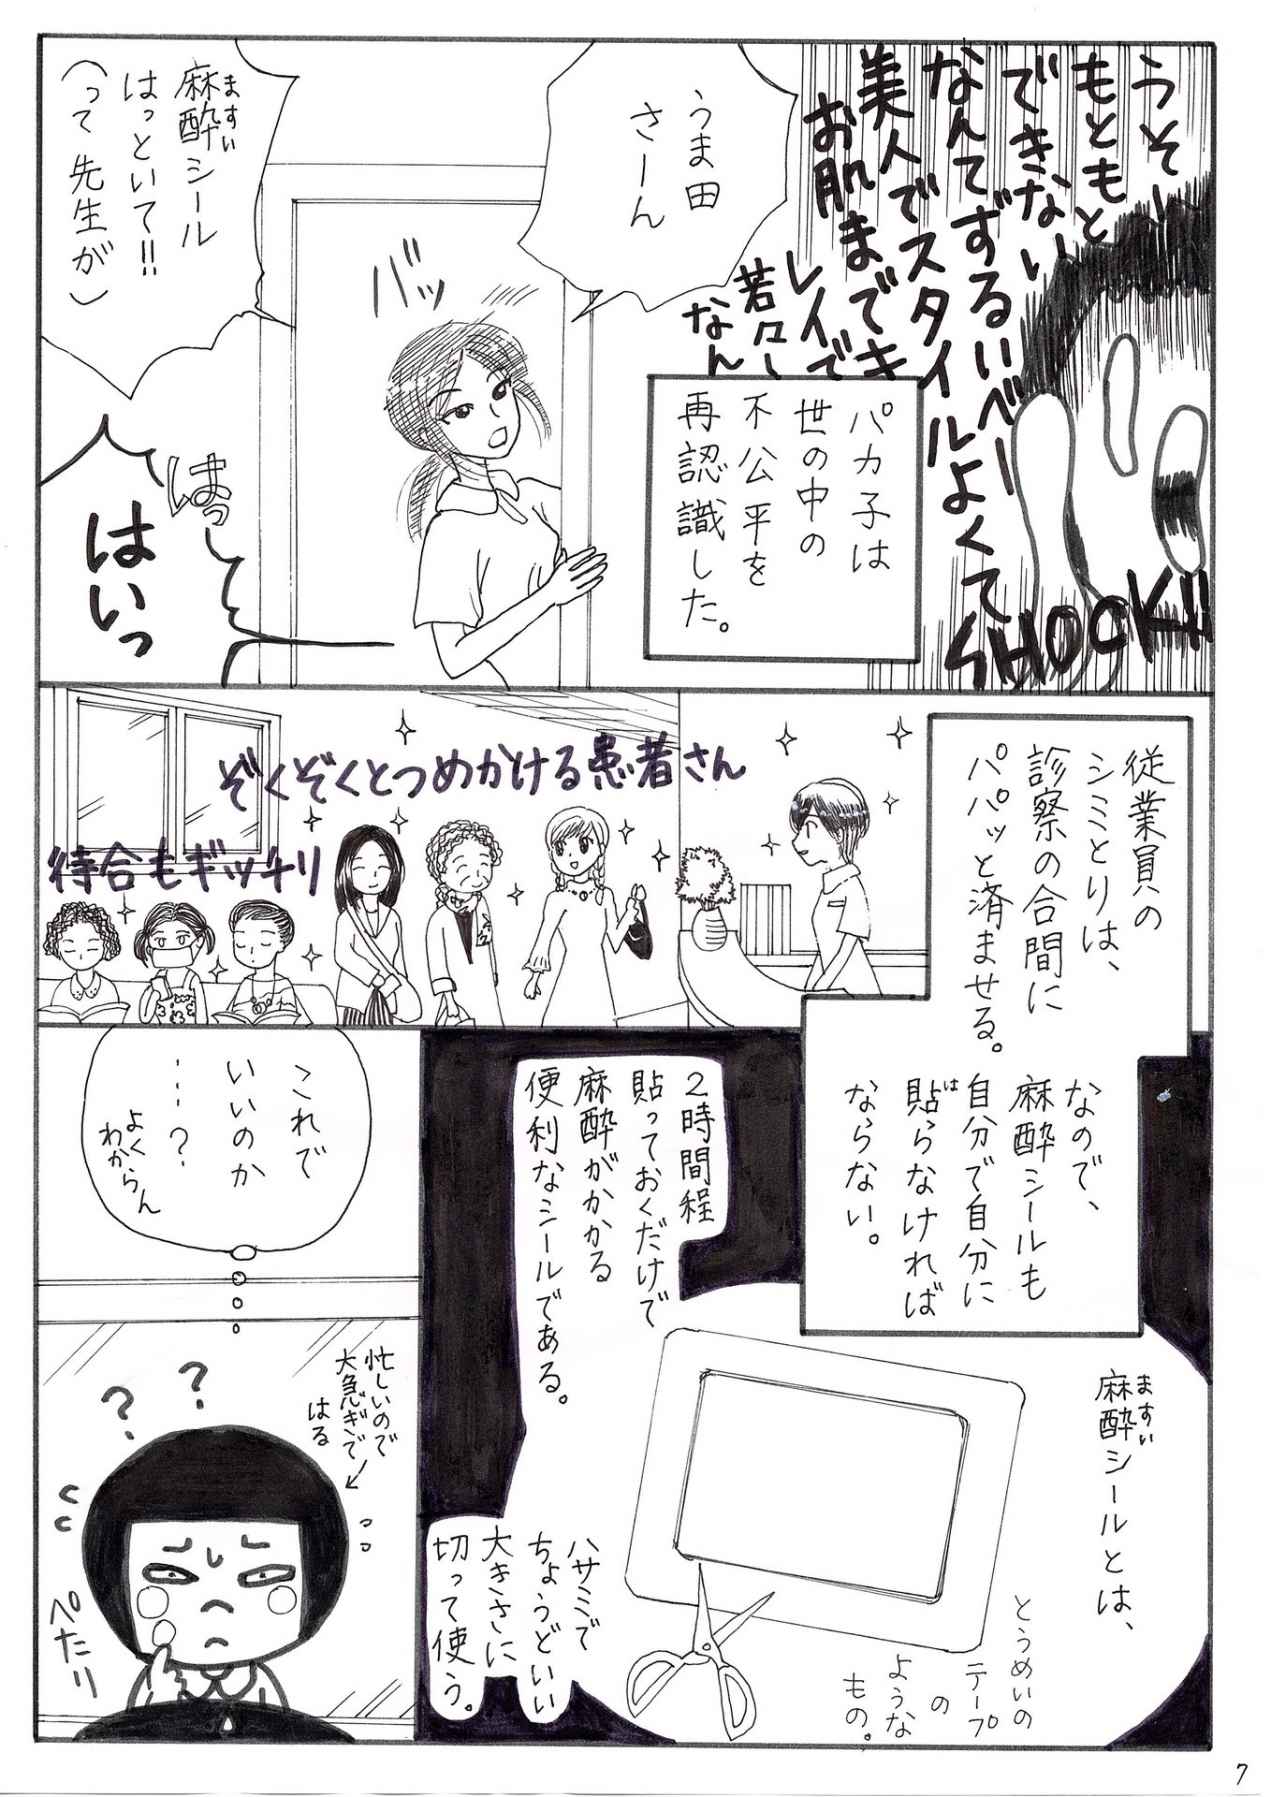 うそー
もともと
できない
なんてずるいべー
美人でスタイルよくて
お肌までキ
レイで
若々し
なん
SHOCK!!
パカ子は
世の中の
不公平を
再認識した。
うま田
さーん
バッ
麻酔シール
ますい
はっといて!!
(って先生が)
はっ
はいっ
従業員の
シミとりは、
診察の合間に
パパッと済ませる。
なので、
麻酔シールも
自分で自分に
貼らなければ
は
ならない。
ぞくぞくとつめかける患者さん
待合もギッチリ
麻酔シールとは、
ますい
とうめいの
テープ
の
ような
もの。
2時間程
貼っておくだけで
麻酔がかかる
便利なシールである。
ハサミで
ちょうどいい
大きさに
切って使う。
これで
いいのか
……?
よく
わからん
忙しいので
大急ぎで
はる
? ?
ぺたり
7